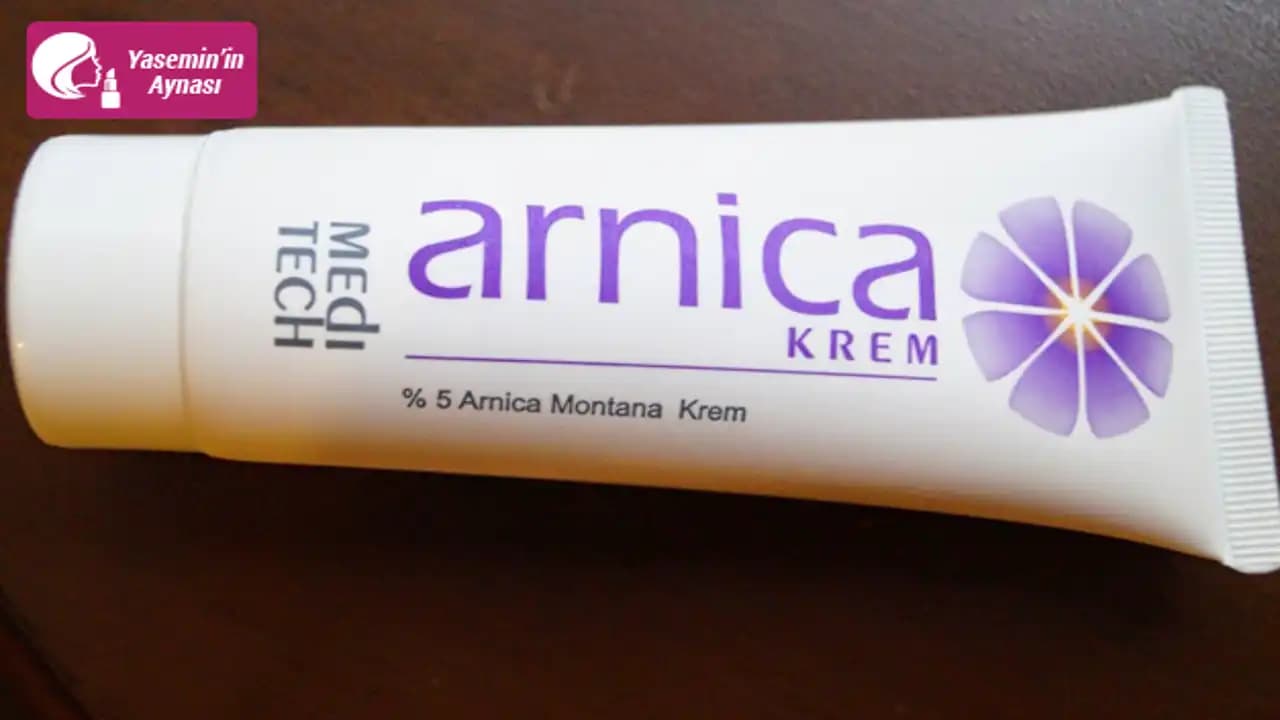 Yasemin'in
Aynası
MEdI
TECH
arnica
KREM
% 5 Arnica Montana Krem